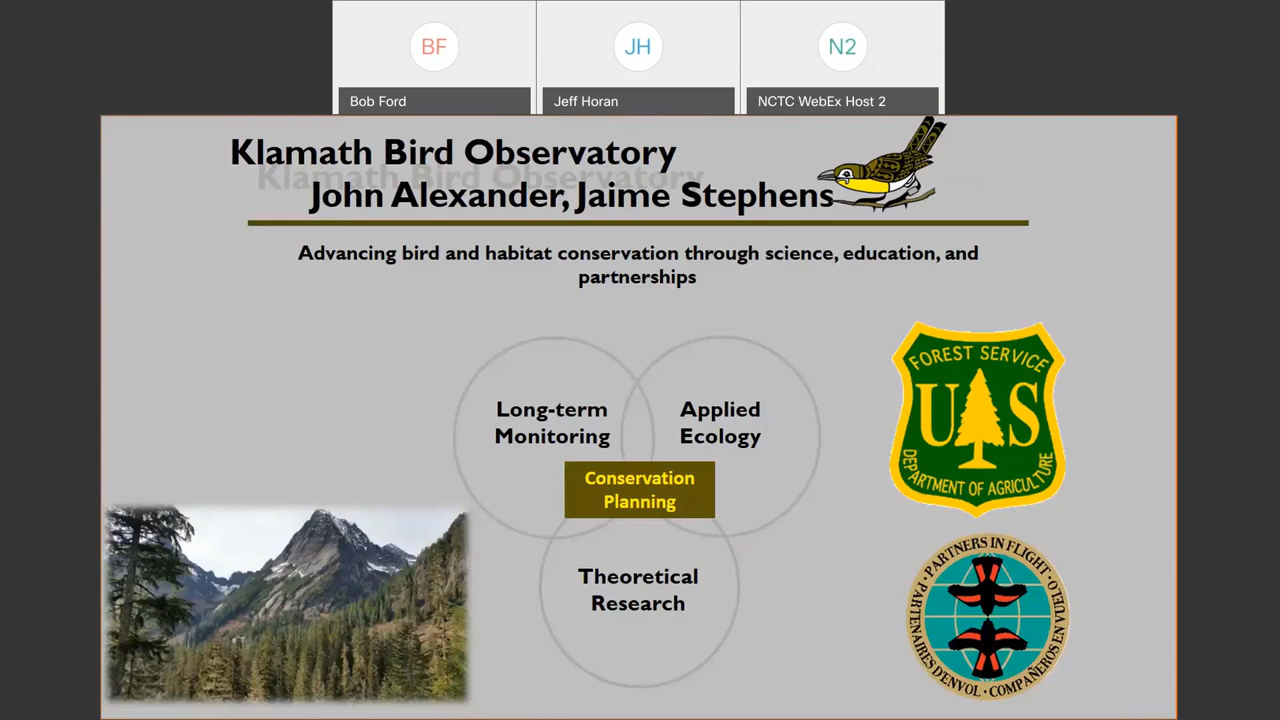 BF
JH
N2
Bob Ford
Jeff Horan
NCTC WebEx Host 2
Klamath Bird Observatory
Klamath Bird Observatory
John Alexander, Jaime Stephens
Advancing bird and habitat conservation through science, education, and
partnerships
Long-term
Monitoring
Applied
Ecology
Conservation
Planning
Theoretical
Research
FOREST SERVICE
U S
DEPARTMENT OF AGRICULTURE
PARTNERS IN FLIGHT
PARTENAIRES D'ENVOL
COMPAÑEROS EN VUELO